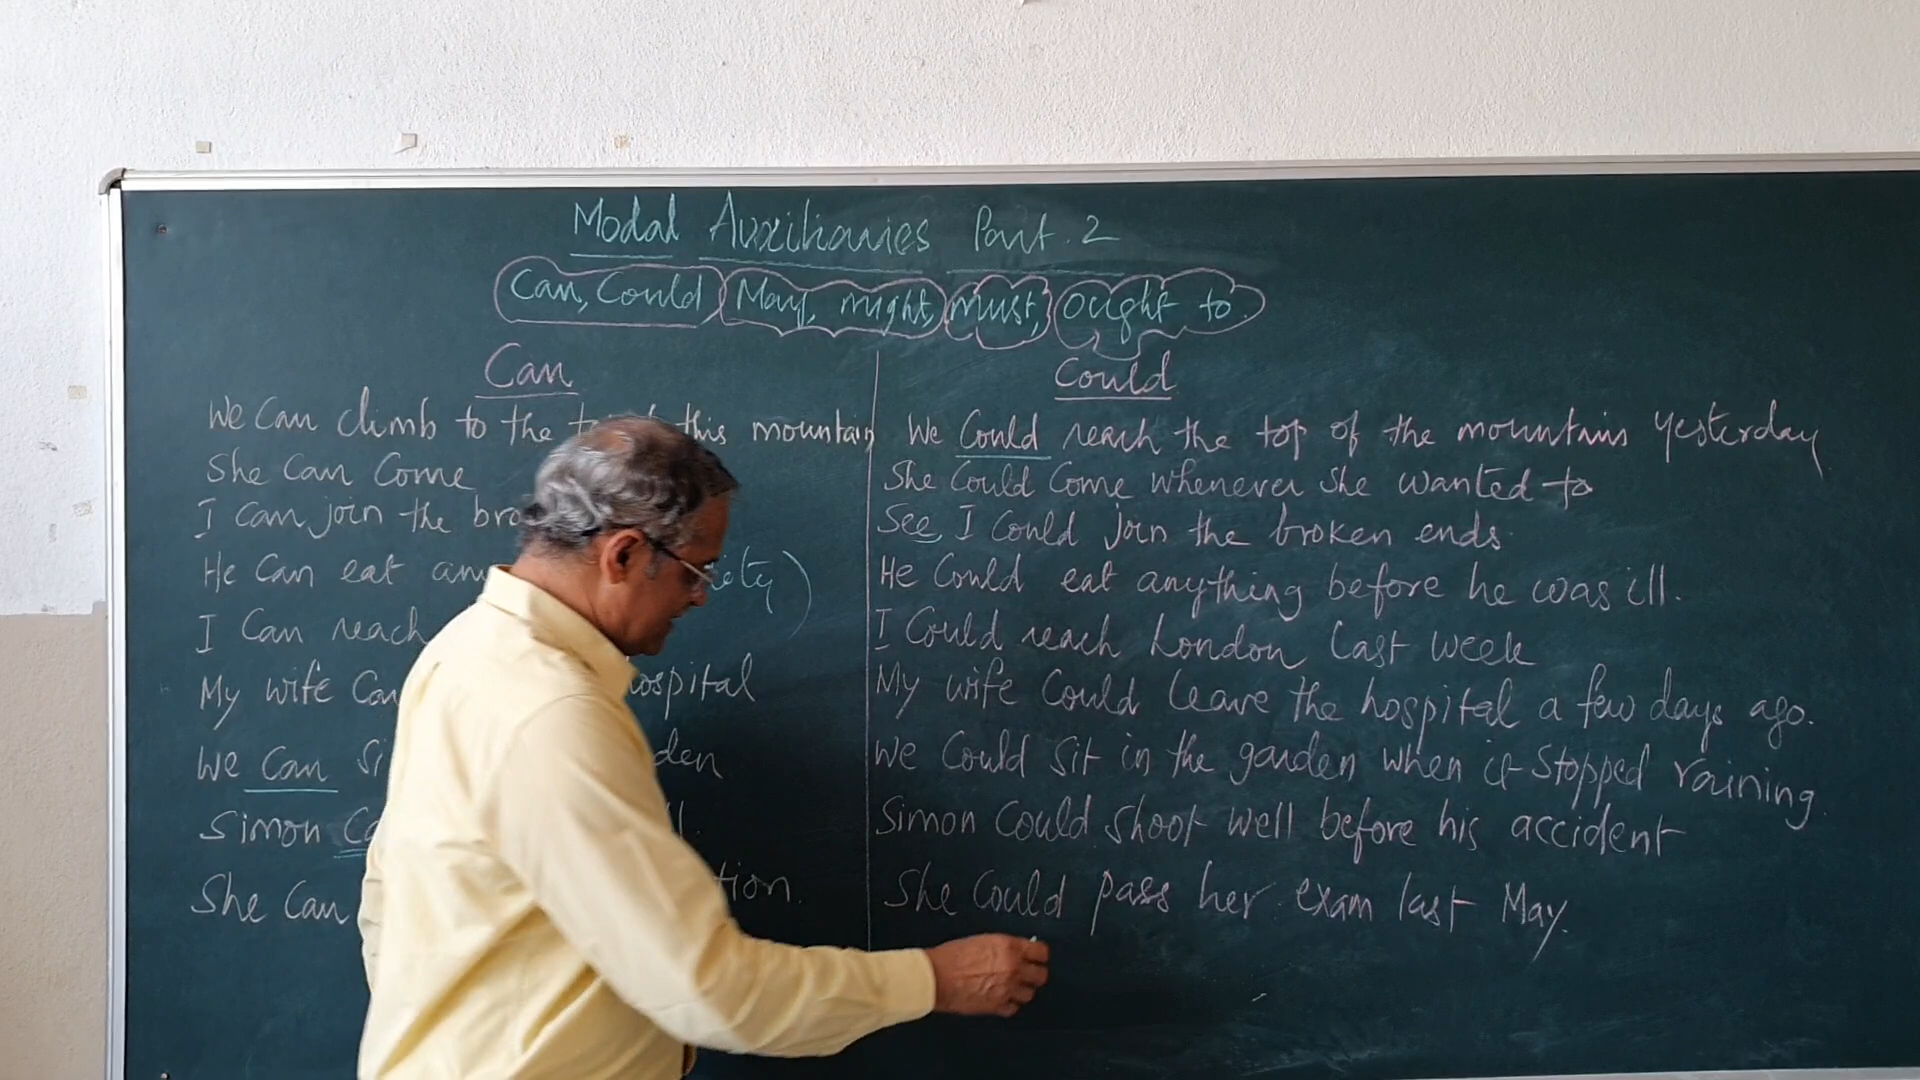 Modal Auxiliaries Part. 2
Can, Could May, might, must, ought to.
Can
We Can climb to the this mountain
She Can Come
I can join the
He Can eat
I Can reach
My wife hospital
We Can
Simon
She Can
Could
We Could reach the top of the mountains yesterday
She Could Come whenever she wanted to
See, I Could join the broken ends.
He Could eat anything before he was ill.
I Could reach London last week
My wife Could leave the hospital a few days ago.
We Could sit in the garden when it stopped raining.
Simon Could shoot well before his accident
She Could pass her exam last May.